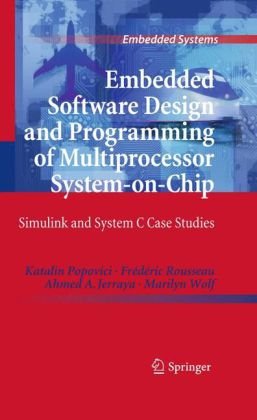 Embedded Systems
Embedded
Software Design
and Programming
of Multiprocessor
System-on-Chip
Simulink and System C Case Studies
Katalin Popovici · Frédéric Rousseau
Ahmed A. Jerraya · Marilyn Wolf
Springer